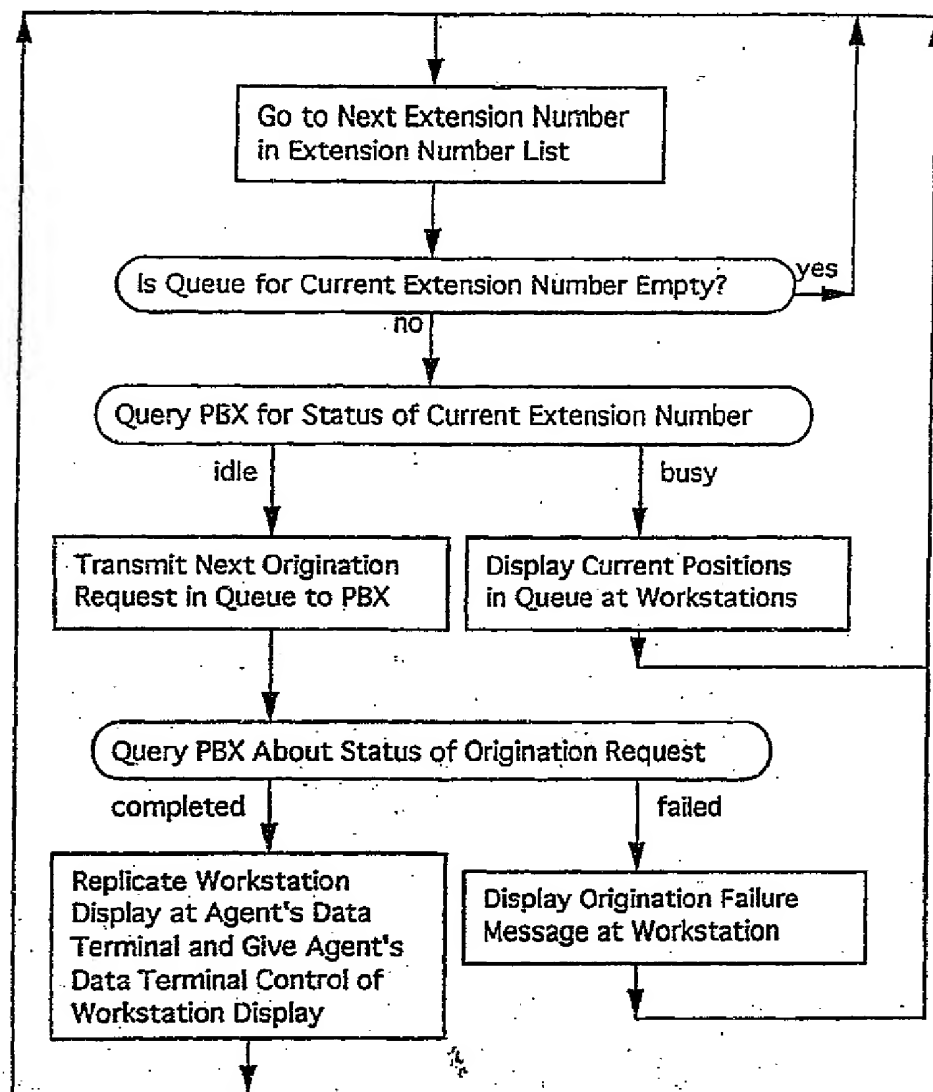 Go to Next Extension Number
in Extension Number List
Is Queue for Current Extension Number Empty?
yes
no
Query PBX for Status of Current Extension Number
idle
busy
Transmit Next Origination
Request in Queue to PBX
Display Current Positions
in Queue at Workstations
Query PBX About Status of Origination Request
completed
failed
Replicate Workstation
Display at Agent's Data
Terminal and Give Agent's
Data Terminal Control of
Workstation Display
Display Origination Failure
Message at Workstation